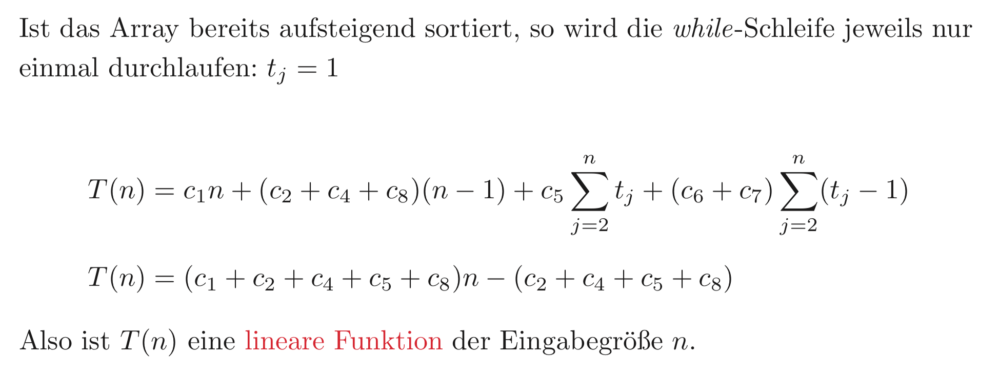 Ist das Array bereits aufsteigend sortiert, so wird die while-Schleife jeweils nur
einmal durchlaufen: $t_j = 1$
$T(n) = c_1 n + (c_2 + c_4 + c_8)(n - 1) + c_5 \sum_{j=2}^{n} t_j + (c_6 + c_7) \sum_{j=2}^{n} (t_j - 1)$
$T(n) = (c_1 + c_2 + c_4 + c_5 + c_8)n - (c_2 + c_4 + c_5 + c_8)$
Also ist $T(n)$ eine lineare Funktion der Eingabegröße $n$.